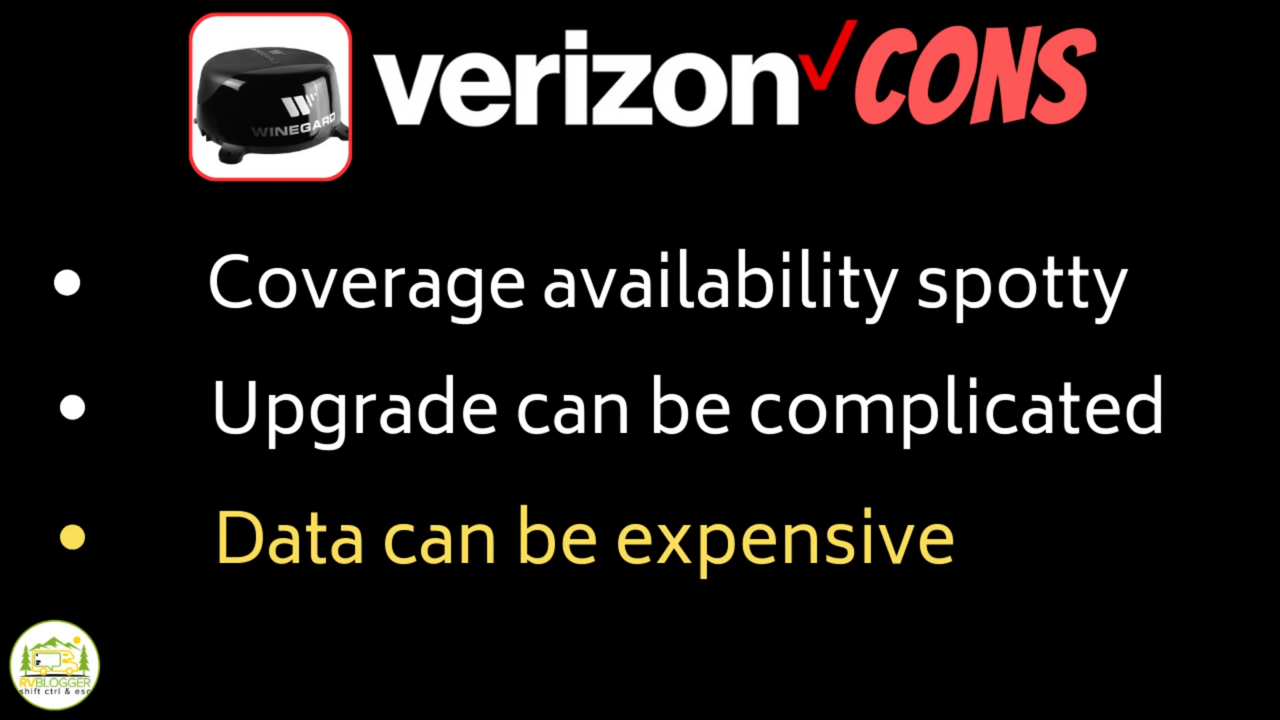 WINEGARD
verizon✓ CONS
• Coverage availability spotty
• Upgrade can be complicated
• Data can be expensive
RVBLOGGER
shift ctrl & esc